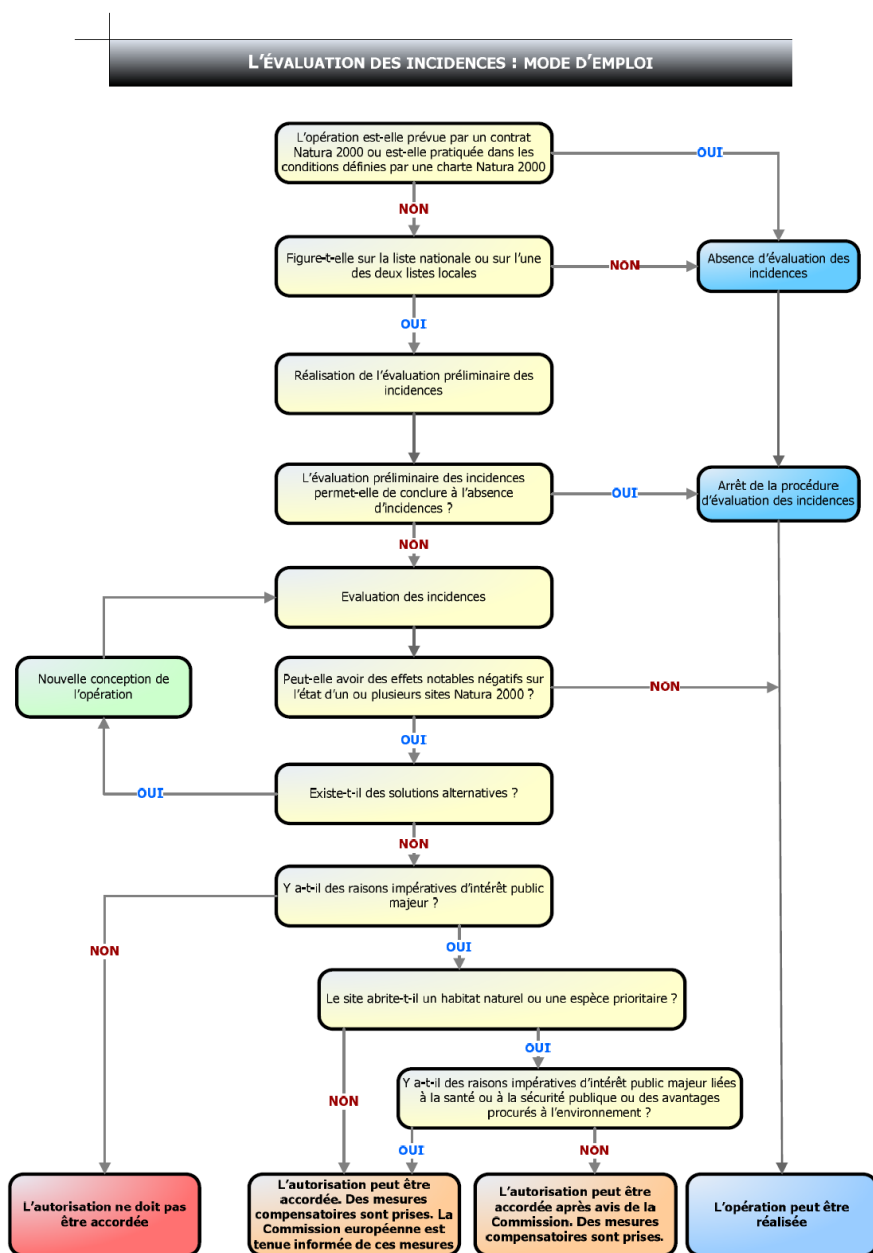 L'ÉVALUATION DES INCIDENCES : MODE D'EMPLOI
L'opération est-elle prévue par un contrat
Natura 2000 ou est-elle pratiquée dans les
conditions définies par une charte Natura 2000
OUI
NON
Figure-t-elle sur la liste nationale ou sur l'une
des deux listes locales
NON
Absence d'évaluation des
incidences
OUI
Réalisation de l'évaluation préliminaire des
incidences
L'évaluation préliminaire des incidences
permet-elle de conclure à l'absence
d'incidences ?
OUI
Arrêt de la procédure
d'évaluation des incidences
NON
Evaluation des incidences
Nouvelle conception de
l'opération
Peut-elle avoir des effets notables négatifs sur
l'état d'un ou plusieurs sites Natura 2000 ?
NON
OUI
OUI
Existe-t-il des solutions alternatives ?
NON
Y a-t-il des raisons impératives d'intérêt public
majeur ?
NON
OUI
Le site abrite-t-il un habitat naturel ou une espèce prioritaire ?
OUI
NON
Y a-t-il des raisons impératives d'intérêt public majeur liées
à la santé ou à la sécurité publique ou des avantages
procurés à l'environnement ?
OUI
NON
L'autorisation ne doit pas
être accordée
L'autorisation peut être
accordée. Des mesures
compensatoires sont prises. La
Commission européenne est
tenue informée de ces mesures
L'autorisation peut être
accordée après avis de la
Commission. Des mesures
compensatoires sont prises.
L'opération peut être
réalisée